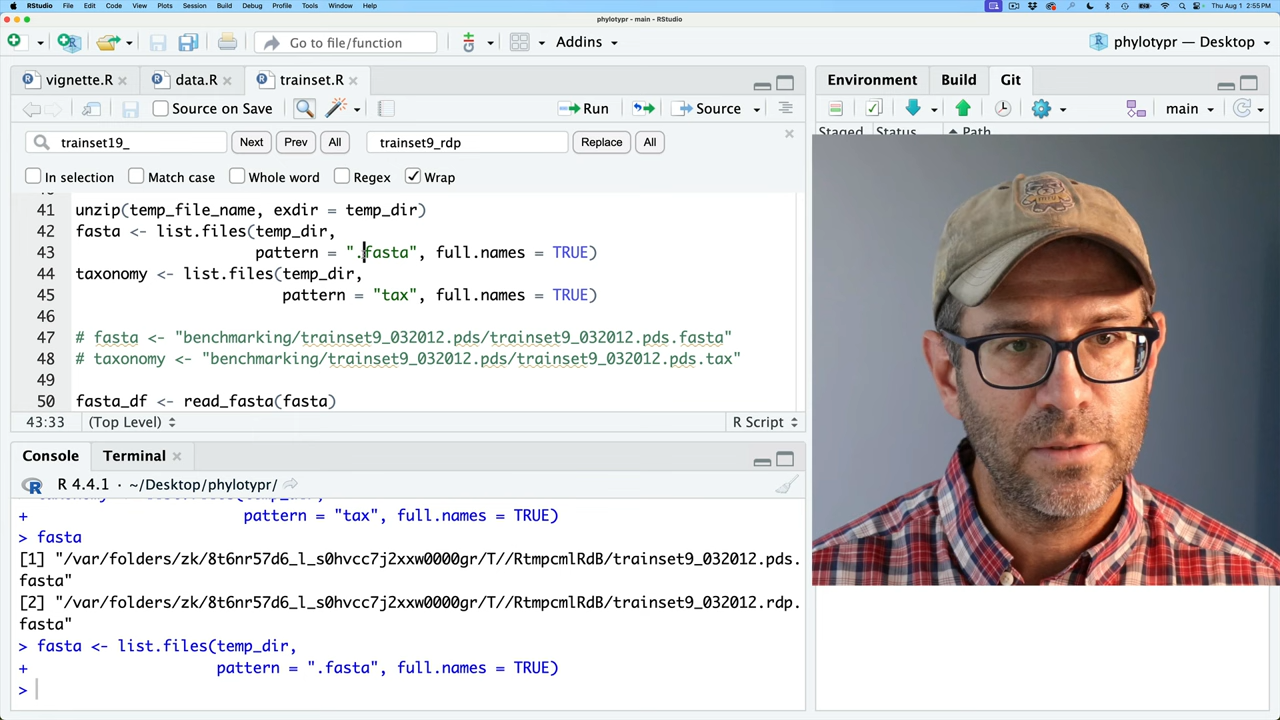 RStudio File Edit Code View Plots Session Build Debug Profile Tools Window Help Thu Aug 1 2:55 PM
phylotypr - main - RStudio
Go to file/function Addins phylotypr — Desktop
vignette.R data.R trainset.R Environment Build Git
Source on Save Run Source main
Staged Status Path
trainset19_ Next Prev All trainset9_rdp Replace All
In selection Match case Whole word Regex Wrap
41 unzip(temp_file_name, exdir = temp_dir)
42 fasta <- list.files(temp_dir,
43 pattern = ".fasta", full.names = TRUE)
44 taxonomy <- list.files(temp_dir,
45 pattern = "tax", full.names = TRUE)
46
47 # fasta <- "benchmarking/trainset9_032012.pds/trainset9_032012.pds.fasta"
48 # taxonomy <- "benchmarking/trainset9_032012.pds/trainset9_032012.pds.tax"
49
50 fasta_df <- read_fasta(fasta)
43:33 (Top Level) R Script
Console Terminal
R 4.4.1 · ~/Desktop/phylotypr/
+ pattern = "tax", full.names = TRUE)
> fasta
[1] "/var/folders/zk/8t6nr57d6_l_s0hvcc7j2xxw0000gr/T//RtmpcmlRdB/trainset9_032012.pds.
fasta"
[2] "/var/folders/zk/8t6nr57d6_l_s0hvcc7j2xxw0000gr/T//RtmpcmlRdB/trainset9_032012.rdp.
fasta"
> fasta <- list.files(temp_dir,
+ pattern = ".fasta", full.names = TRUE)
>